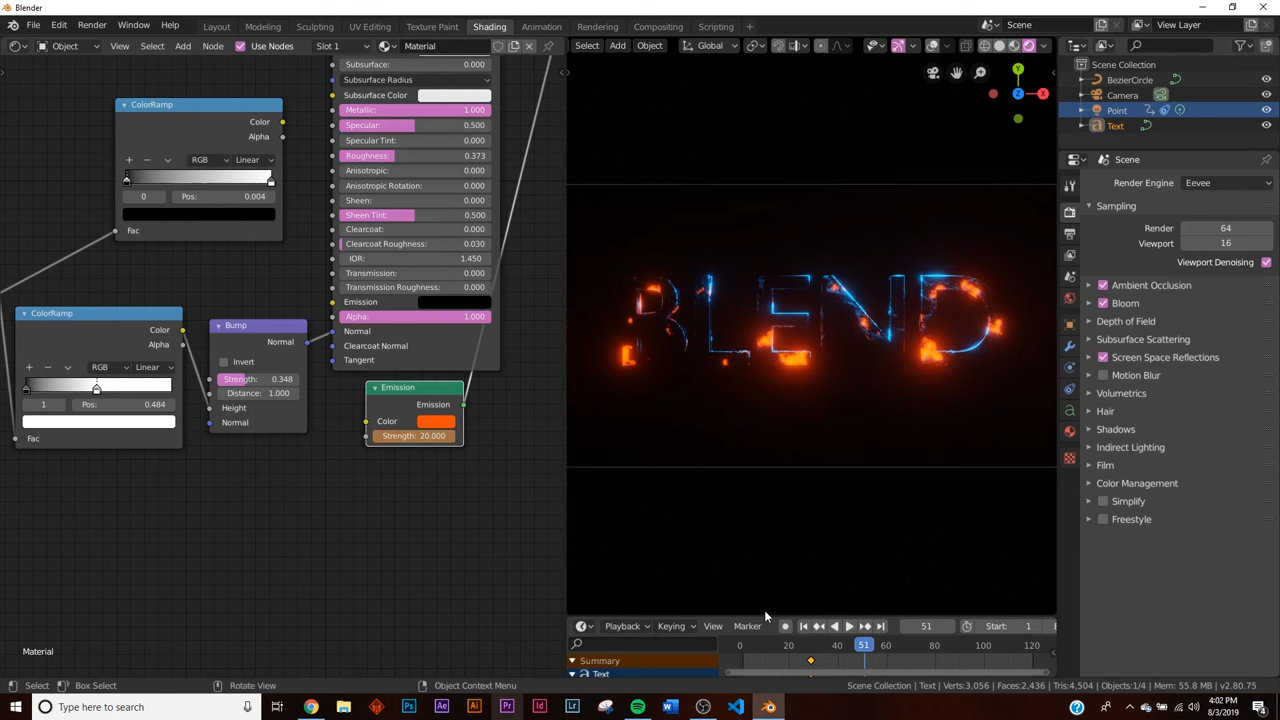 Blender
File Edit Render Window Help Layout Modeling Sculpting UV Editing Texture Paint Shading Animation Rendering Compositing Scripting Scene View Layer
Object View Select Add Node Use Nodes Slot 1 Material Select Add Object Global
Scene Collection
BezierCircle
Camera
Point
Text
Scene
Render Engine Eevee
Sampling
Render 64
Viewport 16
Viewport Denoising
Ambient Occlusion
Bloom
Depth of Field
Subsurface Scattering
Screen Space Reflections
Motion Blur
Volumetrics
Hair
Shadows
Indirect Lighting
Film
Color Management
Simplify
Freestyle
ColorRamp
Color
Alpha
RGB Linear
0 Pos: 0.004
Fac
Subsurface: 0.000
Subsurface Radius
Subsurface Color
Metallic: 1.000
Specular: 0.500
Specular Tint: 0.000
Roughness: 0.373
Anisotropic: 0.000
Anisotropic Rotation: 0.000
Sheen: 0.000
Sheen Tint: 0.500
Clearcoat: 0.000
Clearcoat Roughness: 0.030
IOR: 1.450
Transmission: 0.000
Transmission Roughness: 0.000
Emission
Alpha: 1.000
Normal
Clearcoat Normal
Tangent
ColorRamp
Color
Alpha
RGB Linear
1 Pos: 0.484
Fac
Bump
Normal
Invert
Strength: 0.348
Distance: 1.000
Height
Normal
Emission
Emission
Color
Strength: 20.000
Material
Y
Z X
BLEND
Playback Keying View Marker 51 Start: 1 E
0 20 40 51 80 100 120
Summary
Text
Select Box Select Rotate View Object Context Menu Scene Collection | Text | Verts:3,056 | Faces:2,436 | Tris:4,504 | Objects:1/4 | Mem: 55.8 MB | v2.80.75
Type here to search Ps Ae Ai Pr Id Lr W 4:02 PM
8/3/2019